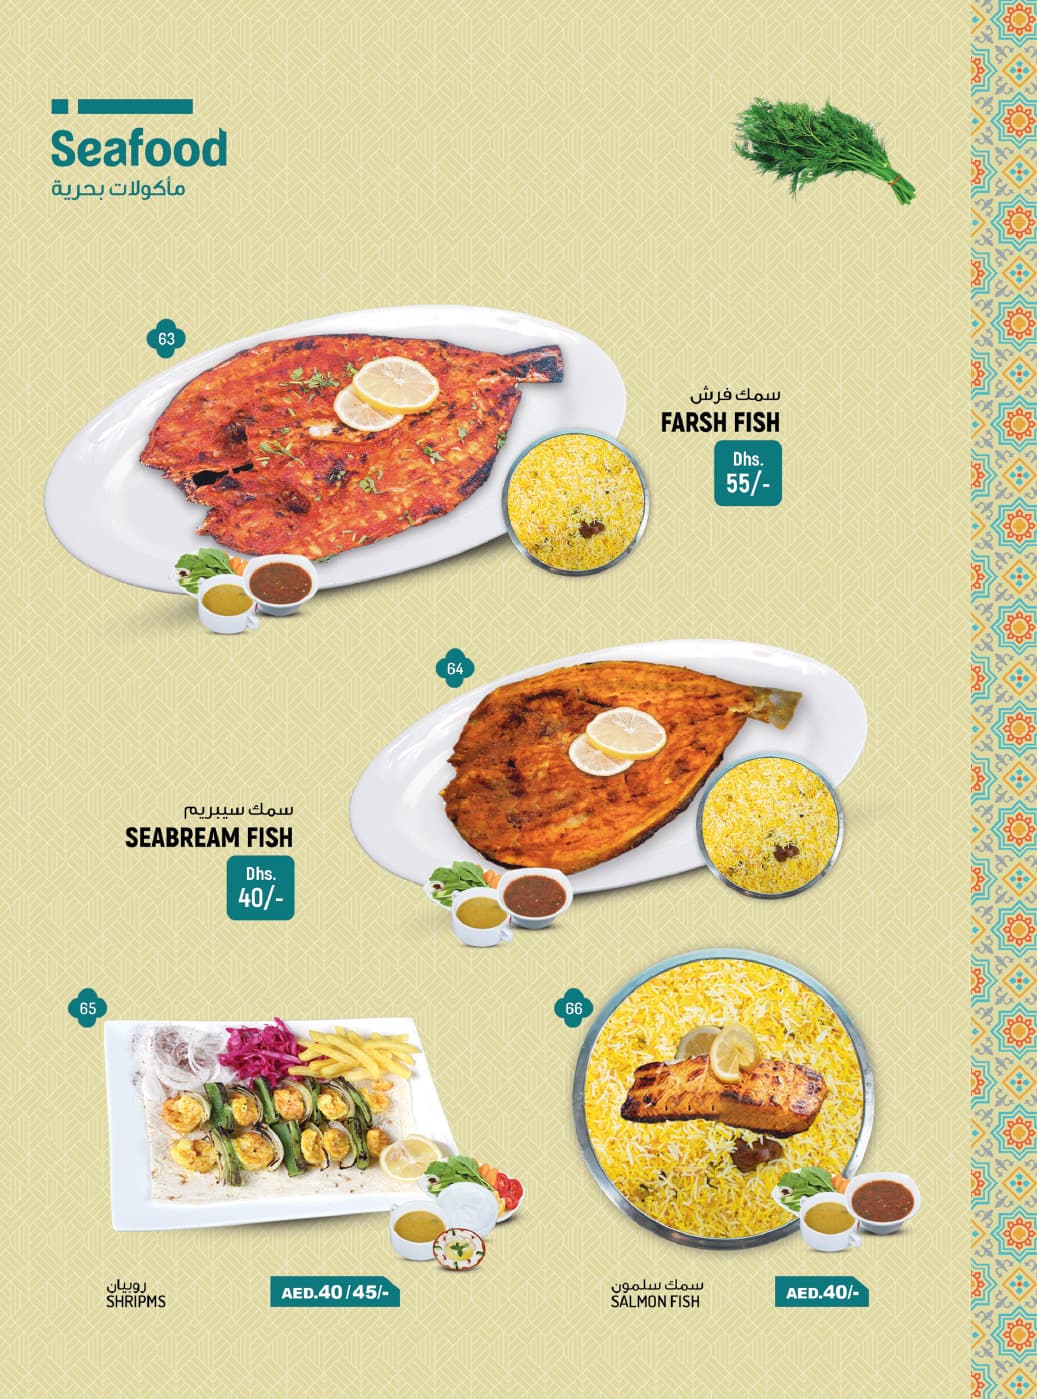 Seafood
مأكولات بحرية
63
سمك فرش
FARSH FISH
Dhs.
55/-
64
سمك سيبريم
SEABREAM FISH
Dhs.
40/-
65
66
روبيان
SHRIPMS
AED.40/45/-
سمك سلمون
SALMON FISH
AED.40/-